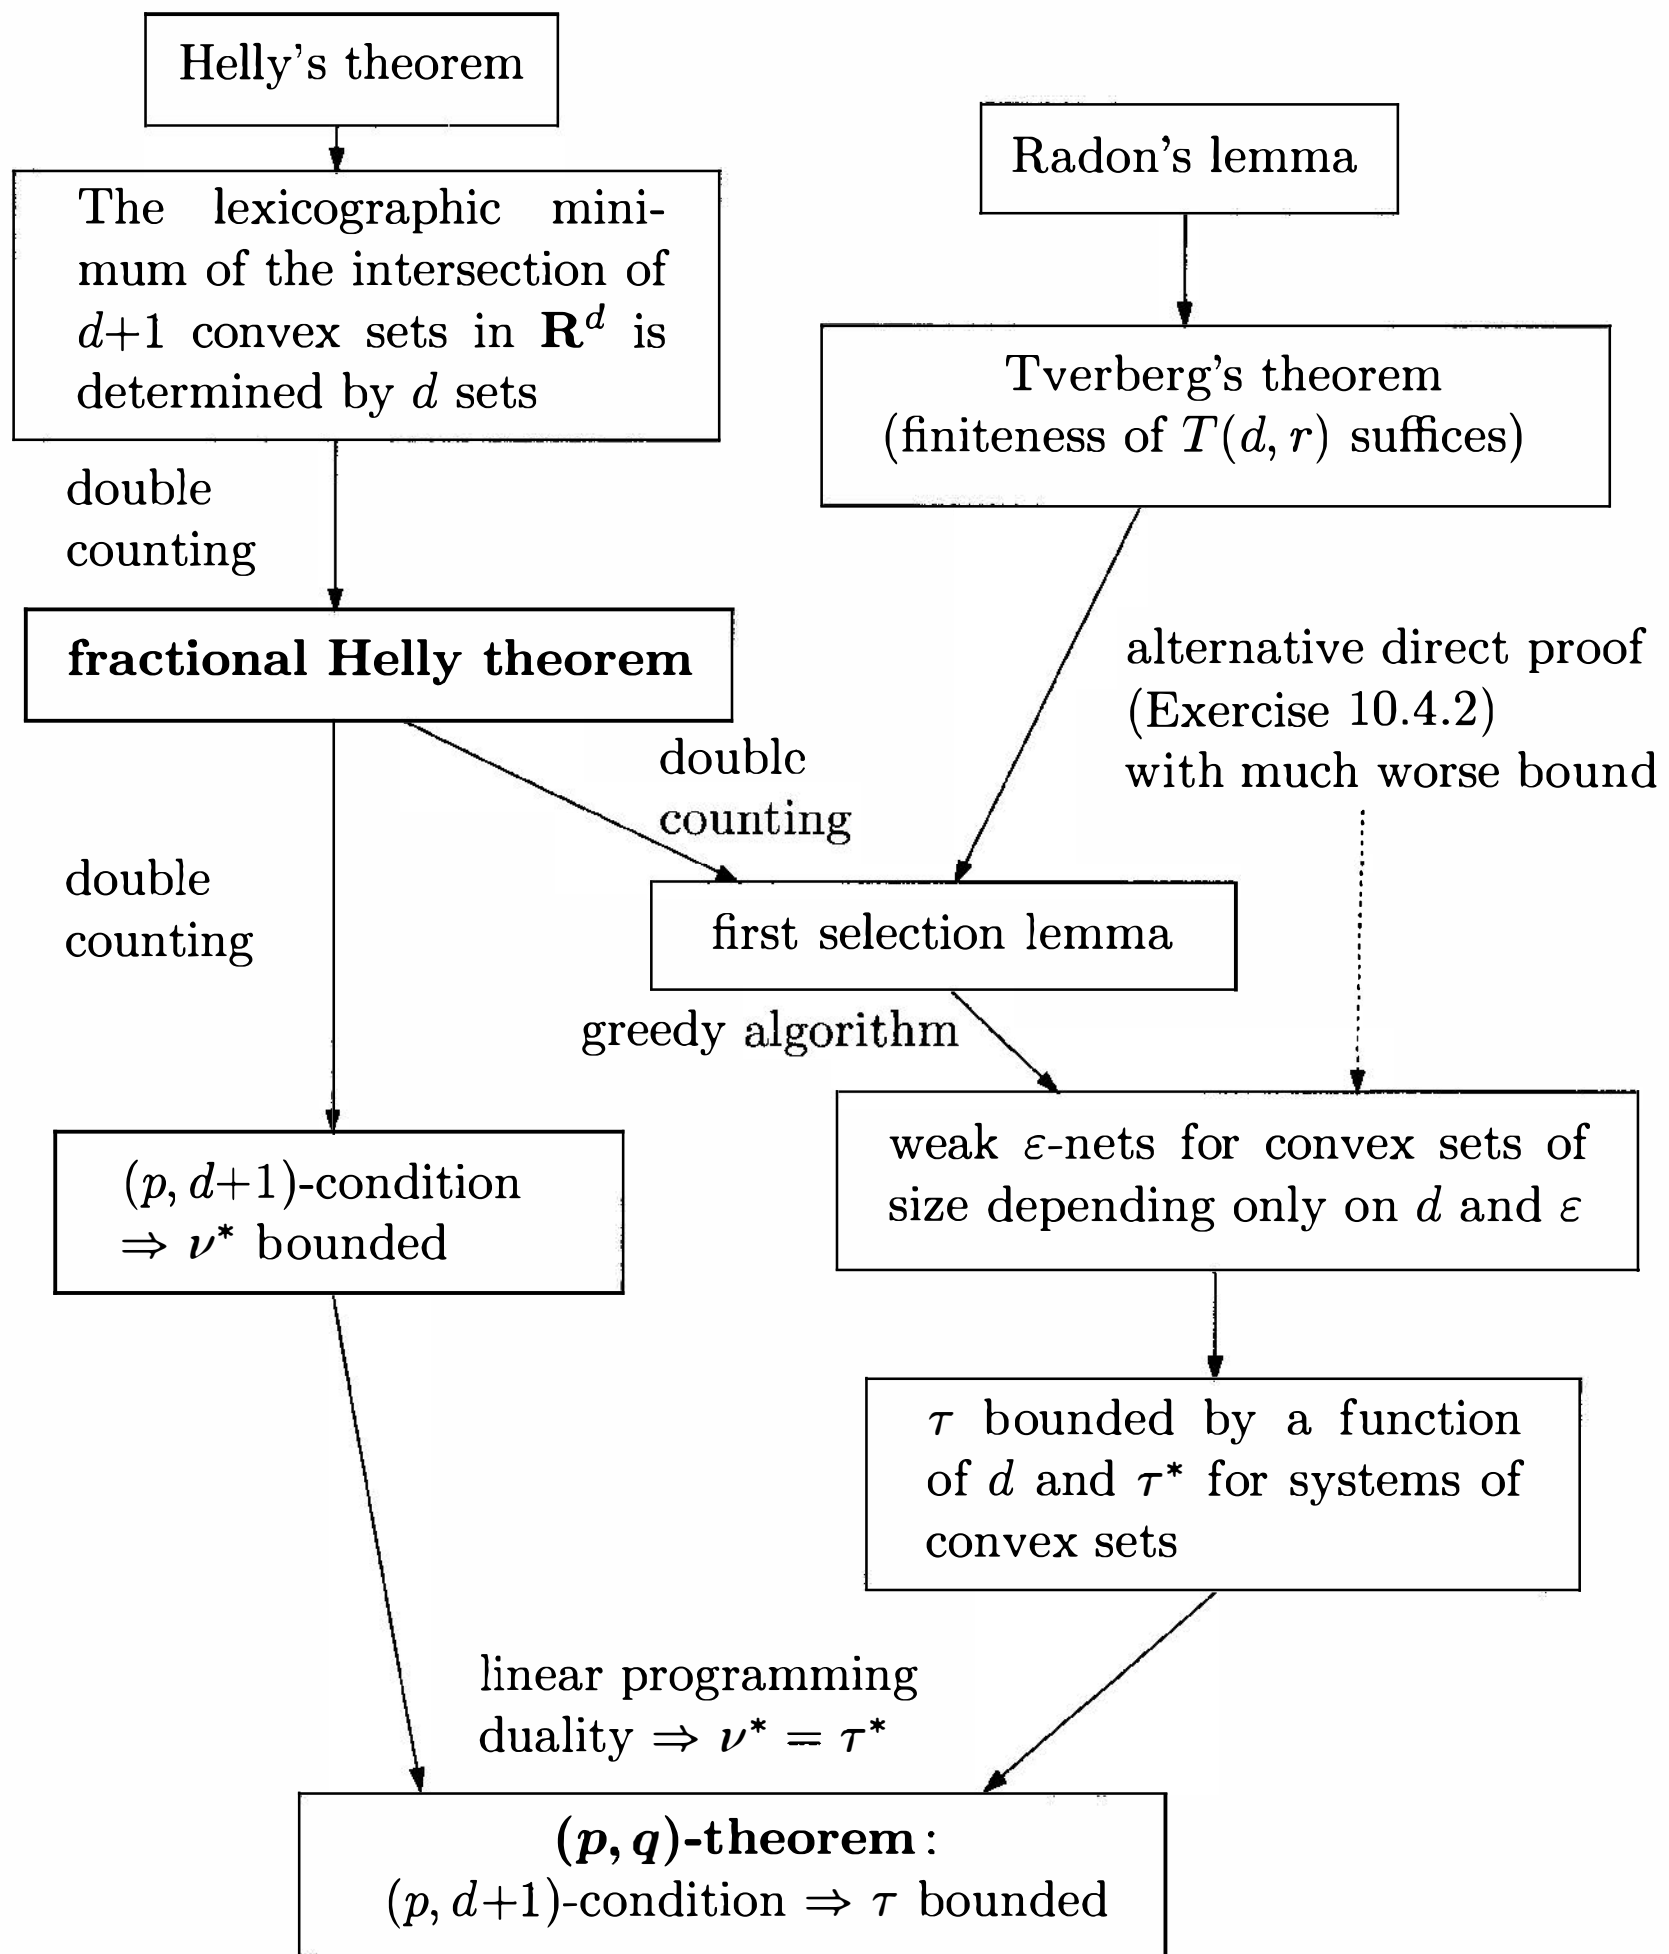 Helly's theorem
Radon's lemma
The lexicographic mini-
mum of the intersection of
d+1 convex sets in R^d is
determined by d sets
Tverberg's theorem
(finiteness of T(d, r) suffices)
double
counting
fractional Helly theorem
alternative direct proof
(Exercise 10.4.2)
with much worse bound
double
counting
double
counting
first selection lemma
greedy algorithm
weak ε-nets for convex sets of
size depending only on d and ε
(p, d+1)-condition
⇒ ν* bounded
τ bounded by a function
of d and τ* for systems of
convex sets
linear programming
duality ⇒ ν* = τ*
(p, q)-theorem:
(p, d+1)-condition ⇒ τ bounded